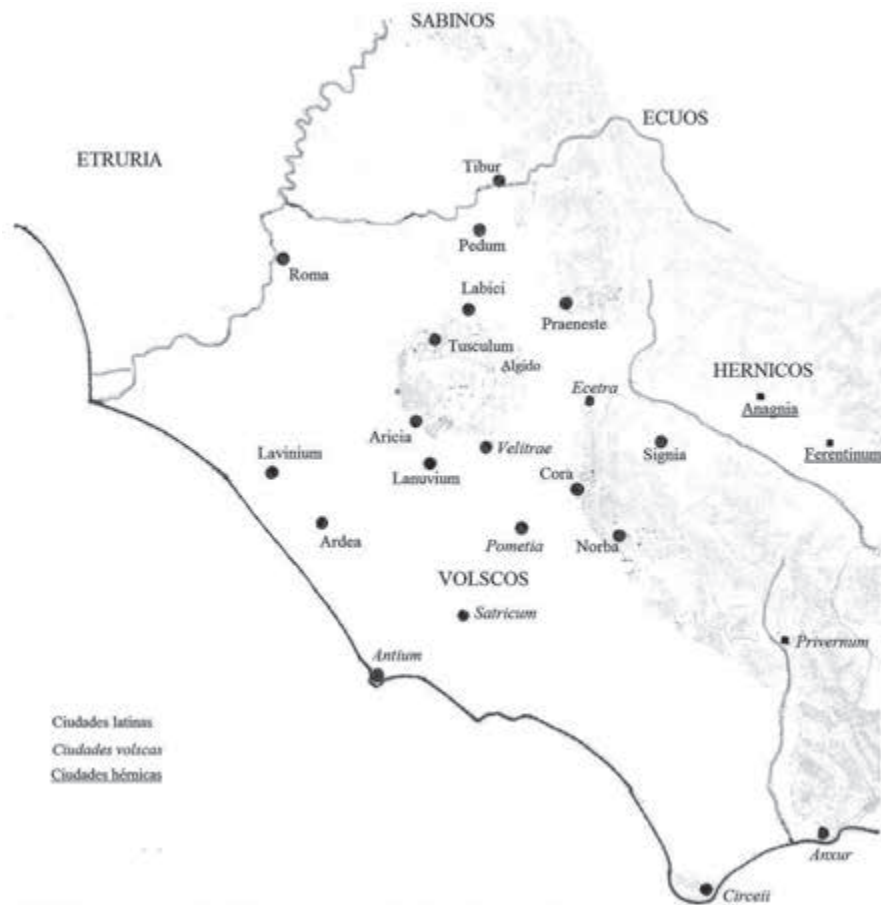 SABINOS
ECUOS
ETRURIA
Tibur
Pedum
Roma
Labici
Praeneste
Tusculum
Algido
HERNICOS
Ecetra
Anagnia
Aricia
Velitrae
Signia
Ferentinum
Lavinium
Lanuvium
Cora
Ardea
Pometia
Norba
VOLSCOS
Satricum
Privernum
Antium
Ciudades latinas
Ciudades volscas
Ciudades hérnicas
Anxur
Circeii